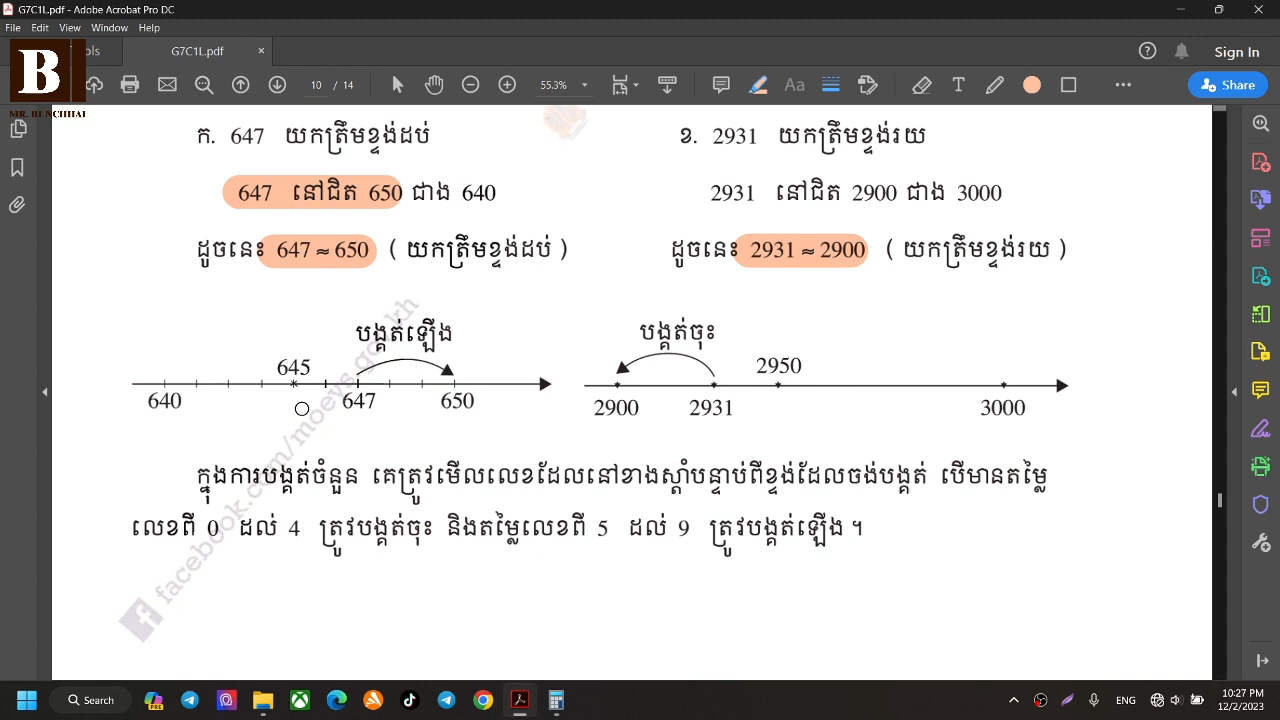 G7C1L.pdf - Adobe Acrobat Pro DC
File Edit View Window Help
B
ols G7C1L.pdf × Sign In
10 / 14 55.3% Aa Share
MR. BENCHHAI
ក. 647 យកត្រឹមខ្ទង់ដប់ ខ. 2931 យកត្រឹមខ្ទង់រយ
647 នៅជិត 650 ជាង 640 2931 នៅជិត 2900 ជាង 3000
ដូចនេះ 647 ≈ 650 ( យកត្រឹមខ្ទង់ដប់ ) ដូចនេះ 2931 ≈ 2900 ( យកត្រឹមខ្ទង់រយ )
បង្គត់ឡើង បង្គត់ចុះ
645 2950
640 647 650 2900 2931 3000
facebook.com/moeys.gov.kh
ក្នុងការបង្គត់ចំនួន គេត្រូវមើលលេខដែលនៅខាងស្តាំបន្ទាប់ពីខ្ទង់ដែលចង់បង្គត់ បើមានតម្លៃ
លេខពី 0 ដល់ 4 ត្រូវបង្គត់ចុះ និងតម្លៃលេខពី 5 ដល់ 9 ត្រូវបង្គត់ឡើង ។
Search ENG 10:27 PM
12/2/2023